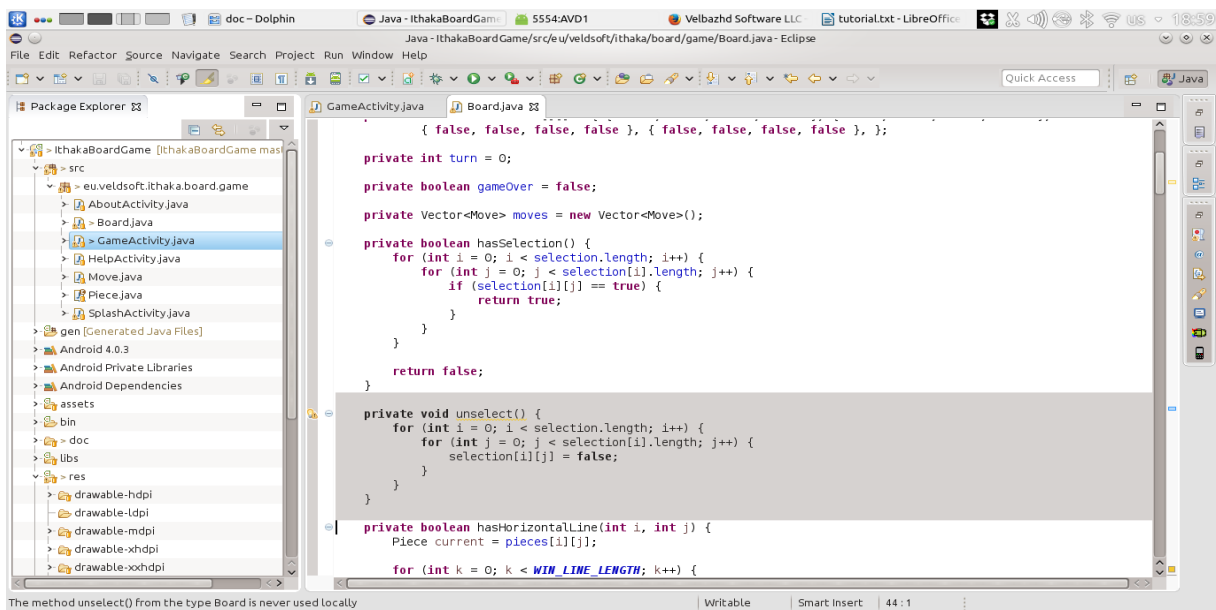 doc – Dolphin
Java - IthakaBoardGam
5554:AVD1
Velbazhd Software LLC
tutorial.txt - LibreOffice
US
18:59
Java - IthakaBoardGame/src/eu/veldsoft/ithaka/board/game/Board.java - Eclipse
File Edit Refactor Source Navigate Search Project Run Window Help
Quick Access
Java
Package Explorer
GameActivity.java
Board.java
> IthakaBoardGame [IthakaBoardGame mast
> src
> eu.veldsoft.ithaka.board.game
AboutActivity.java
> Board.java
> GameActivity.java
HelpActivity.java
Move.java
Piece.java
SplashActivity.java
gen [Generated Java Files]
Android 4.0.3
Android Private Libraries
Android Dependencies
assets
bin
> doc
libs
> res
drawable-hdpi
drawable-ldpi
drawable-mdpi
drawable-xhdpi
drawable-xxhdpi
{ false, false, false, false }, { false, false, false, false }, };
private int turn = 0;
private boolean gameOver = false;
private Vector<Move> moves = new Vector<Move>();
private boolean hasSelection() {
for (int i = 0; i < selection.length; i++) {
for (int j = 0; j < selection[i].length; j++) {
if (selection[i][j] == true) {
return true;
}
}
}
return false;
}
private void unselect() {
for (int i = 0; i < selection.length; i++) {
for (int j = 0; j < selection[i].length; j++) {
selection[i][j] = false;
}
}
}
private boolean hasHorizontalLine(int i, int j) {
Piece current = pieces[i][j];
for (int k = 0; k < WIN_LINE_LENGTH; k++) {
The method unselect() from the type Board is never used locally
Writable
Smart Insert
44 : 1